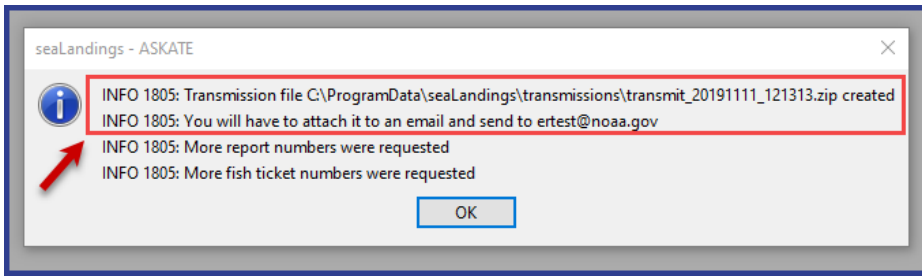 seaLandings - ASKATE
INFO 1805: Transmission file C:\ProgramData\seaLandings\transmissions\transmit_20191111_121313.zip created
INFO 1805: You will have to attach it to an email and send to ertest@noaa.gov
INFO 1805: More report numbers were requested
INFO 1805: More fish ticket numbers were requested
OK